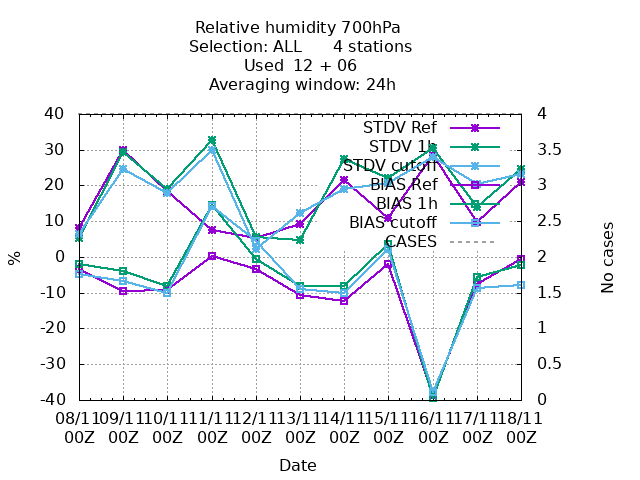 Relative humidity 700hPa
Selection: ALL      4 stations
Used  12 + 06
Averaging window: 24h
40 4
STDV Ref
30 3.5
STDV 1h
STDV cutoff
20 3
BIAS Ref
BIAS 1h
10 2.5
BIAS cutoff
CASES
0 2
% No cases
-10 1.5
-20 1
-30 0.5
-40 0
08/11 09/11 10/11 11/11 12/11 13/11 14/11 15/11 16/11 17/11 18/11
00Z 00Z 00Z 00Z 00Z 00Z 00Z 00Z 00Z 00Z 00Z
Date